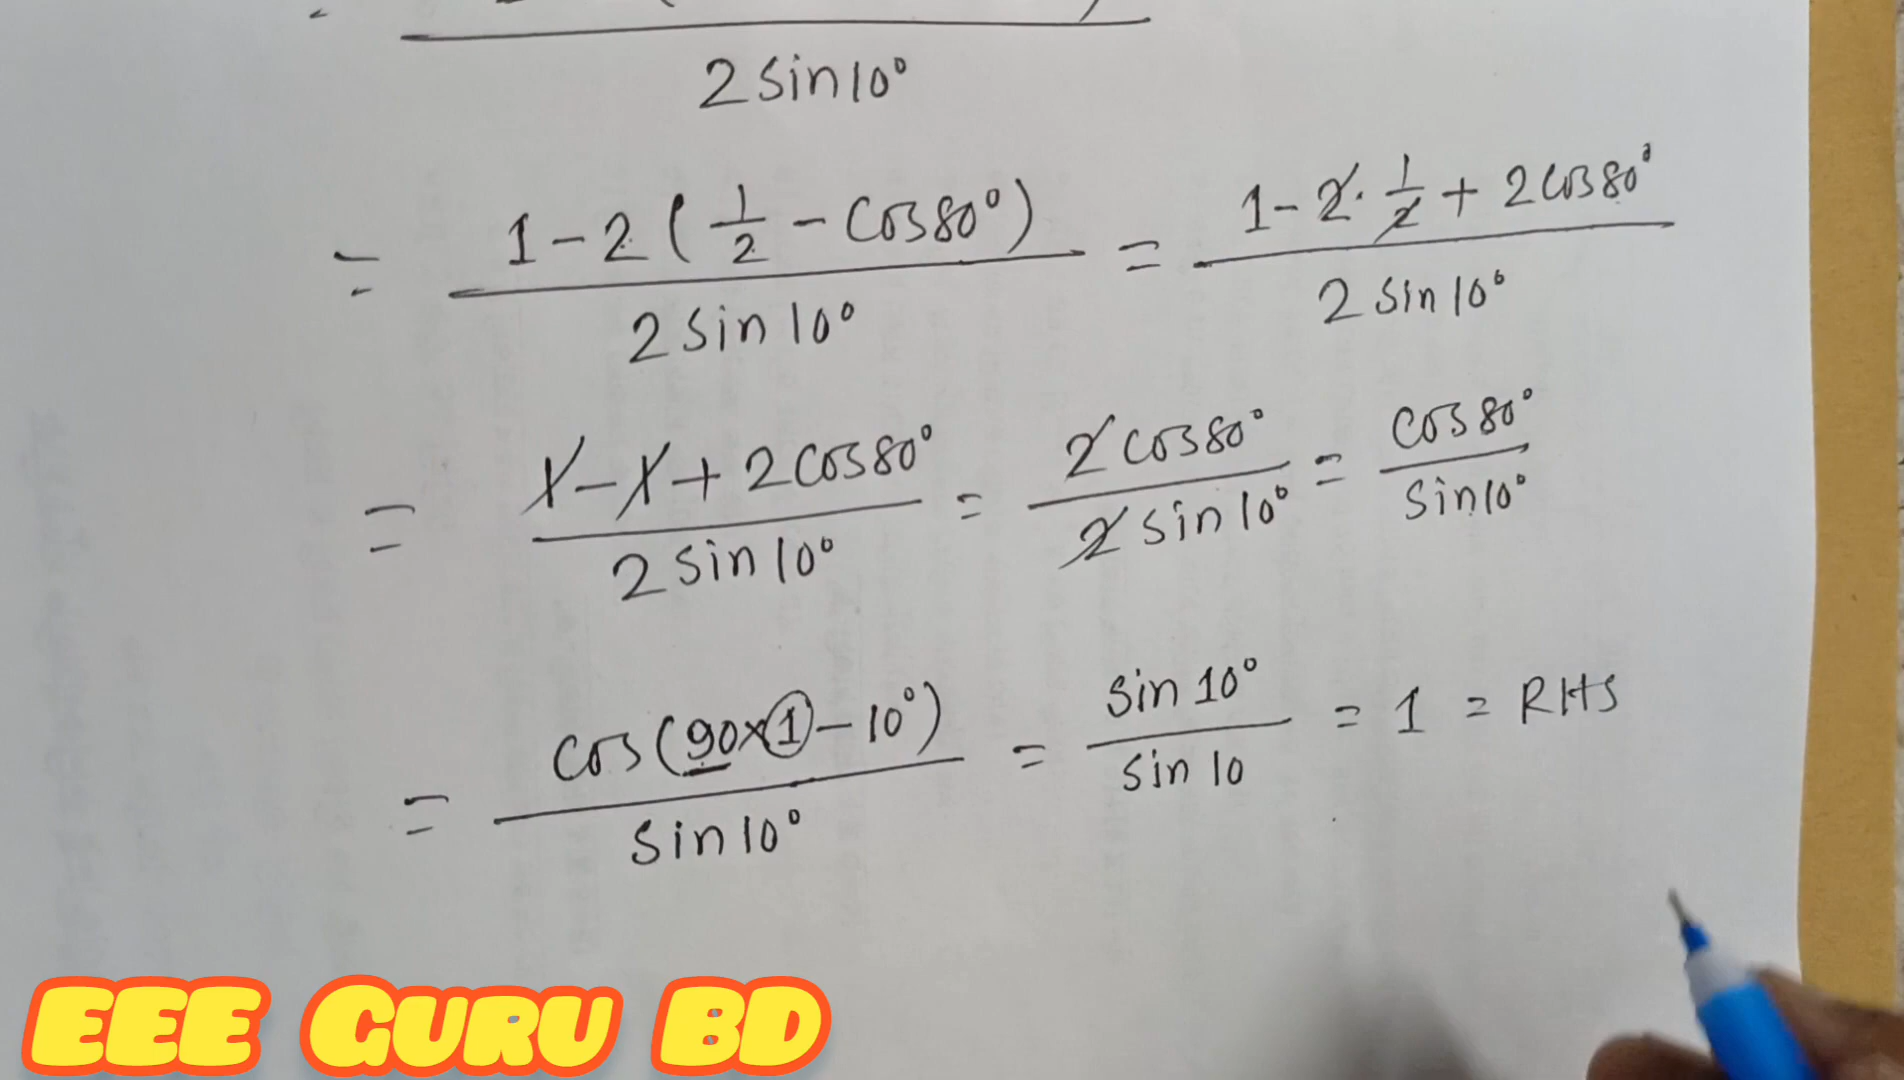 2 Sin 10°
= 1 - 2 ( 1/2 - Cos 80° ) / 2 Sin 10° = 1 - 2 · 1/2 + 2 Cos 80° / 2 Sin 10°
= 1 - 1 + 2 Cos 80° / 2 Sin 10° = 2 Cos 80° / 2 Sin 10° = Cos 80° / Sin 10°
= Cos ( 90 × 1 - 10° ) / Sin 10° = Sin 10° / Sin 10 = 1 = RHS
EEE GURU BD